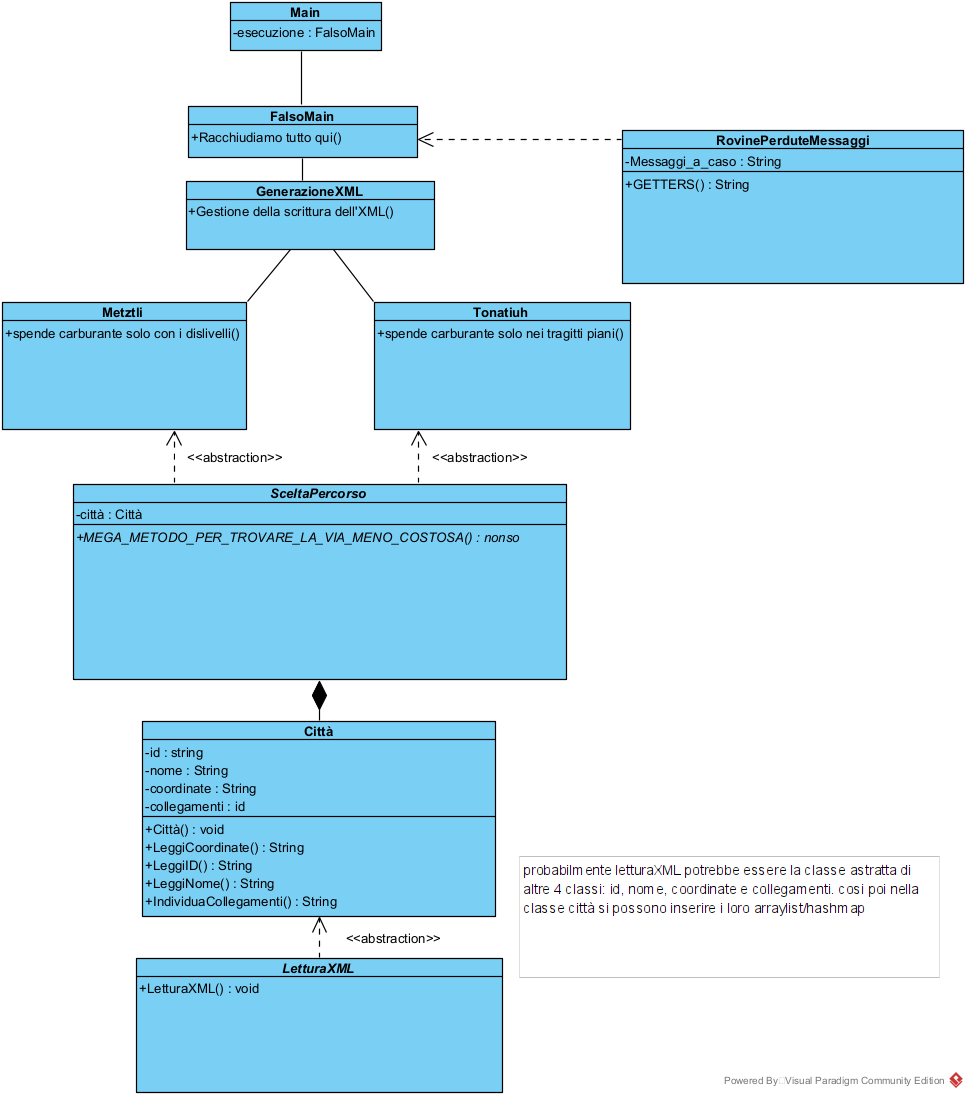 Main
-esecuzione : FalsoMain
FalsoMain
+Racchiudiamo tutto qui()
RovinePerduteMessaggi
-Messaggi_a_caso : String
+GETTERS() : String
GenerazioneXML
+Gestione della scrittura dell'XML()
Metztli
+spende carburante solo con i dislivelli()
Tonatiuh
+spende carburante solo nei tragitti piani()
<<abstraction>>
<<abstraction>>
SceltaPercorso
-città : Città
+MEGA_METODO_PER_TROVARE_LA_VIA_MENO_COSTOSA() : nonso
Città
-id : string
-nome : String
-coordinate : String
-collegamenti : id
+Città() : void
+LeggiCoordinate() : String
+LeggiID() : String
+LeggiNome() : String
+IndividuaCollegamenti() : String
probabilmente letturaXML potrebbe essere la classe astratta di
altre 4 classi: id, nome, coordinate e collegamenti. cosi poi nella
classe città si possono inserire i loro arraylist/hashmap
<<abstraction>>
LetturaXML
+LetturaXML() : void
Powered By Visual Paradigm Community Edition